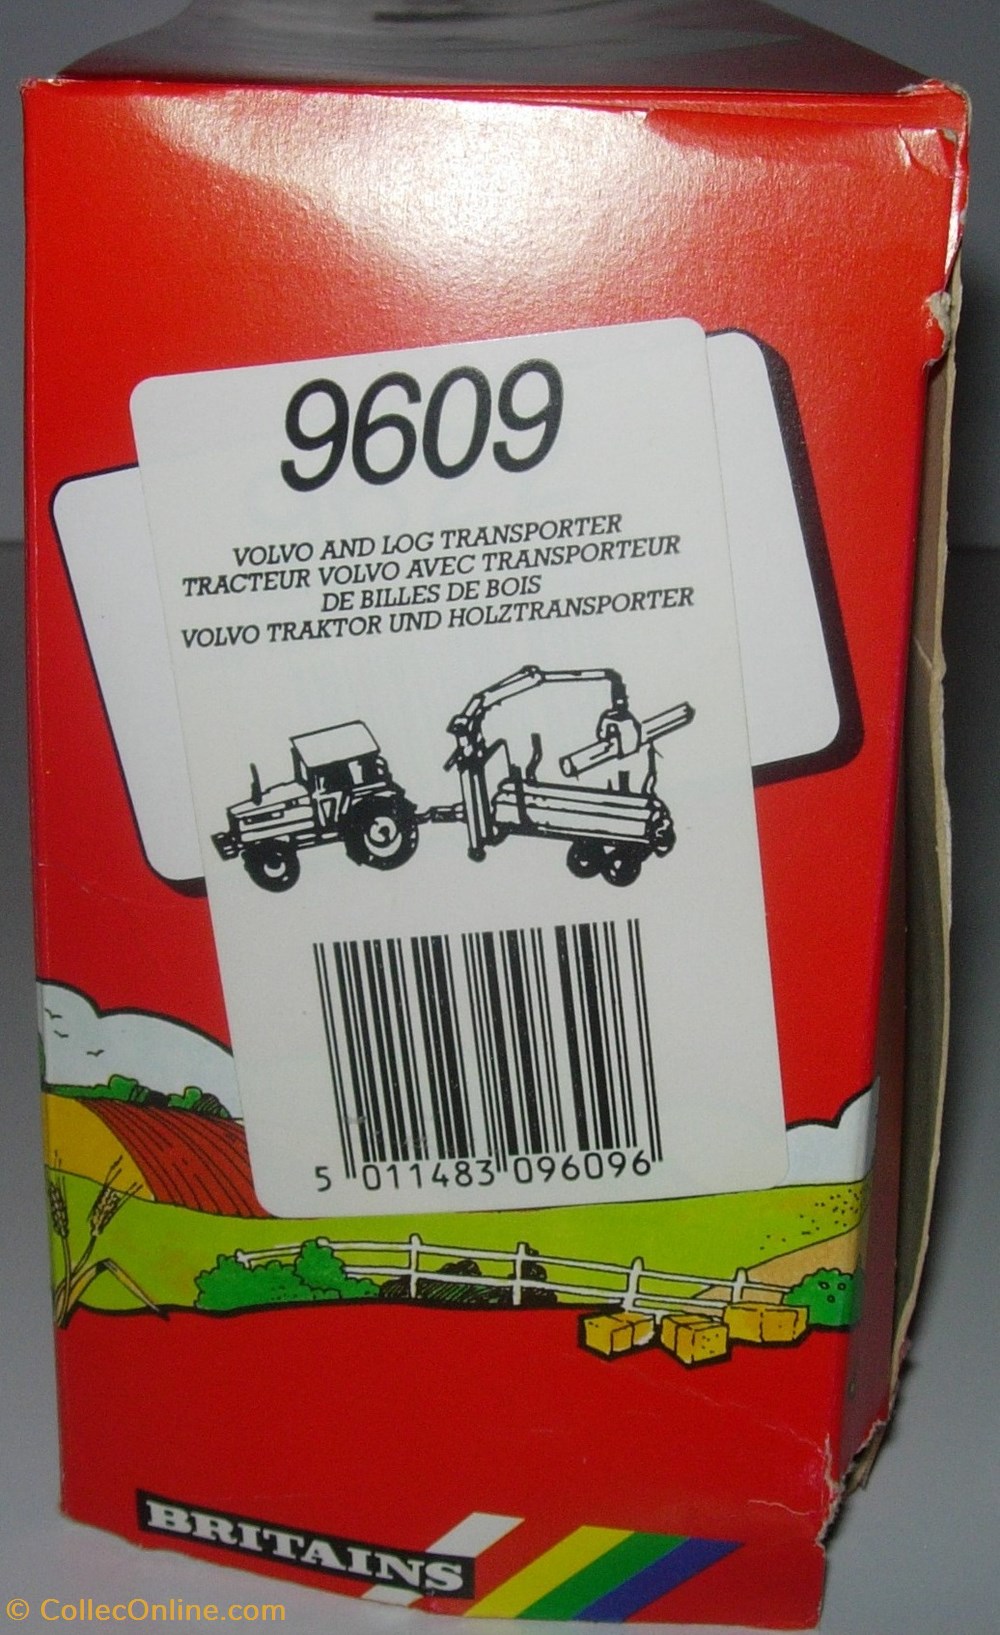 9609
VOLVO AND LOG TRANSPORTER
TRACTEUR VOLVO AVEC TRANSPORTEUR
DE BILLES DE BOIS
VOLVO TRAKTOR UND HOLZTRANSPORTER
5 011483 096096
BRITAINS
© CollecOnline.com